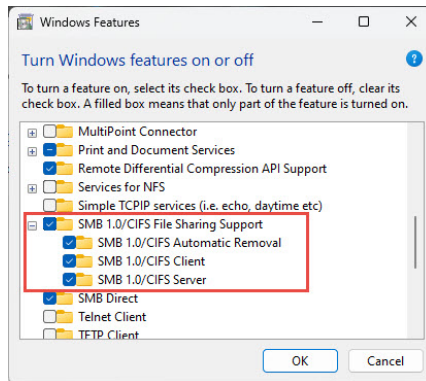 Windows Features
Turn Windows features on or off
?
To turn a feature on, select its check box. To turn a feature off, clear its
check box. A filled box means that only part of the feature is turned on.
MultiPoint Connector
Print and Document Services
Remote Differential Compression API Support
Services for NFS
Simple TCPIP services (i.e. echo, daytime etc)
SMB 1.0/CIFS File Sharing Support
SMB 1.0/CIFS Automatic Removal
SMB 1.0/CIFS Client
SMB 1.0/CIFS Server
SMB Direct
Telnet Client
TFTP Client
OK
Cancel